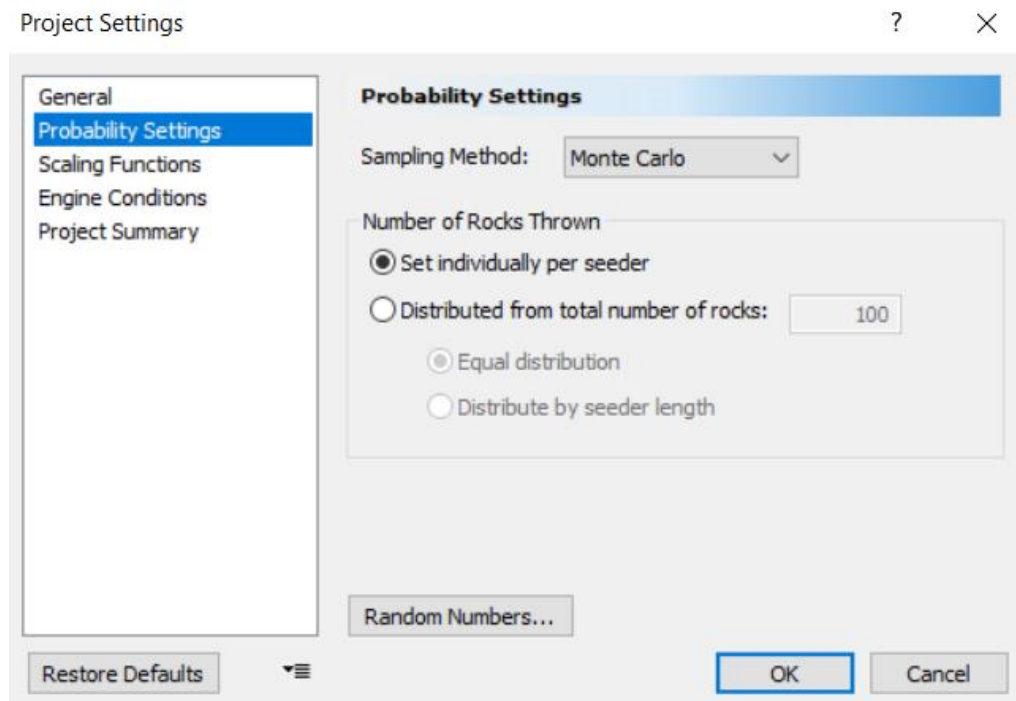 Project Settings
?
General
Probability Settings
Scaling Functions
Engine Conditions
Project Summary
Probability Settings
Sampling Method: Monte Carlo
Number of Rocks Thrown
Set individually per seeder
Distributed from total number of rocks: 100
Equal distribution
Distribute by seeder length
Random Numbers...
Restore Defaults
OK
Cancel